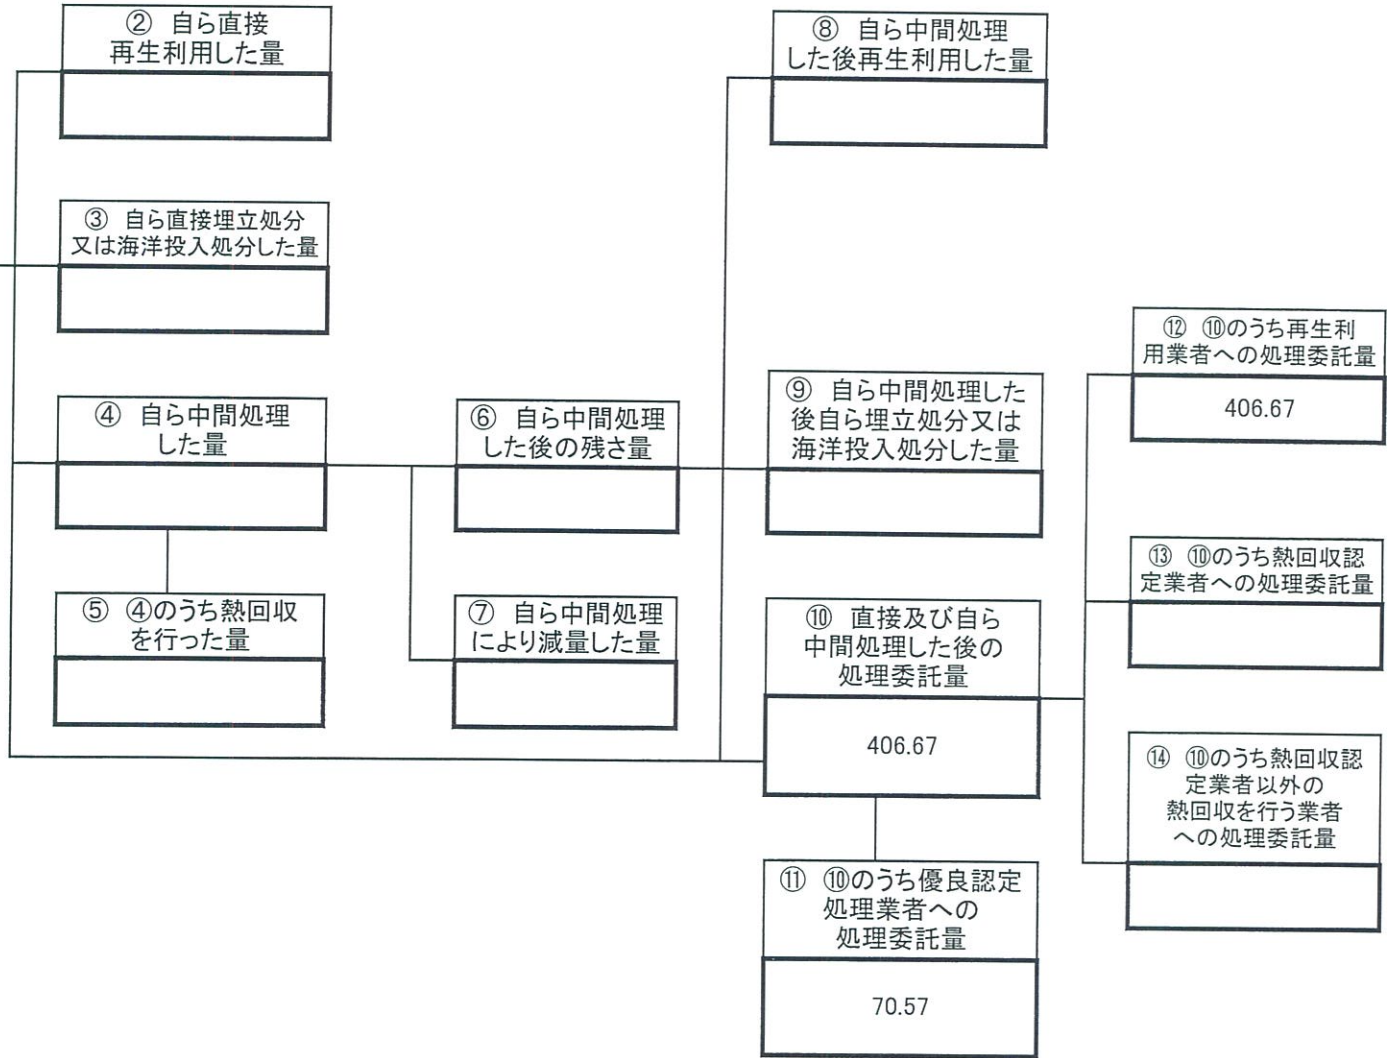 ② 自ら直接
再生利用した量
③ 自ら直接埋立処分
又は海洋投入処分した量
④ 自ら中間処理
した量
⑤ ④のうち熱回収
を行った量
⑥ 自ら中間処理
した後の残さ量
⑦ 自ら中間処理
により減量した量
⑧ 自ら中間処理
した後再生利用した量
⑨ 自ら中間処理した
後自ら埋立処分又は
海洋投入処分した量
⑩ 直接及び自ら
中間処理した後の
処理委託量
406.67
⑪ ⑩のうち優良認定
処理業者への
処理委託量
70.57
⑫ ⑩のうち再生利
用業者への処理委託量
406.67
⑬ ⑩のうち熱回収認
定業者への処理委託量
⑭ ⑩のうち熱回収認
定業者以外の
熱回収を行う業者
への処理委託量